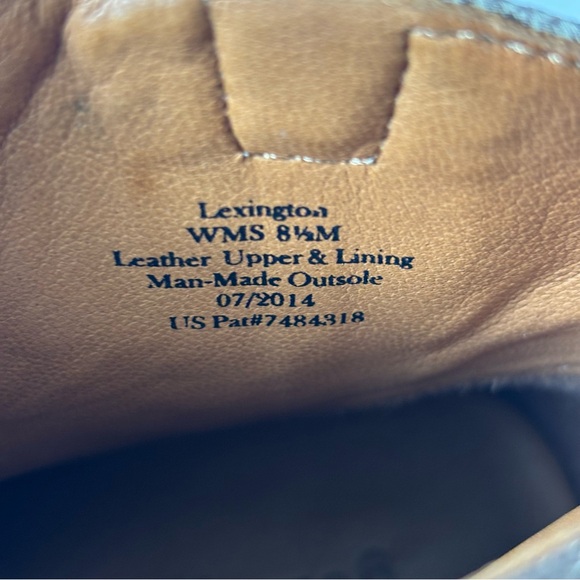 Lexington
WMS 8½M
Leather Upper & Lining
Man-Made Outsole
07/2014
US Pat#7484318